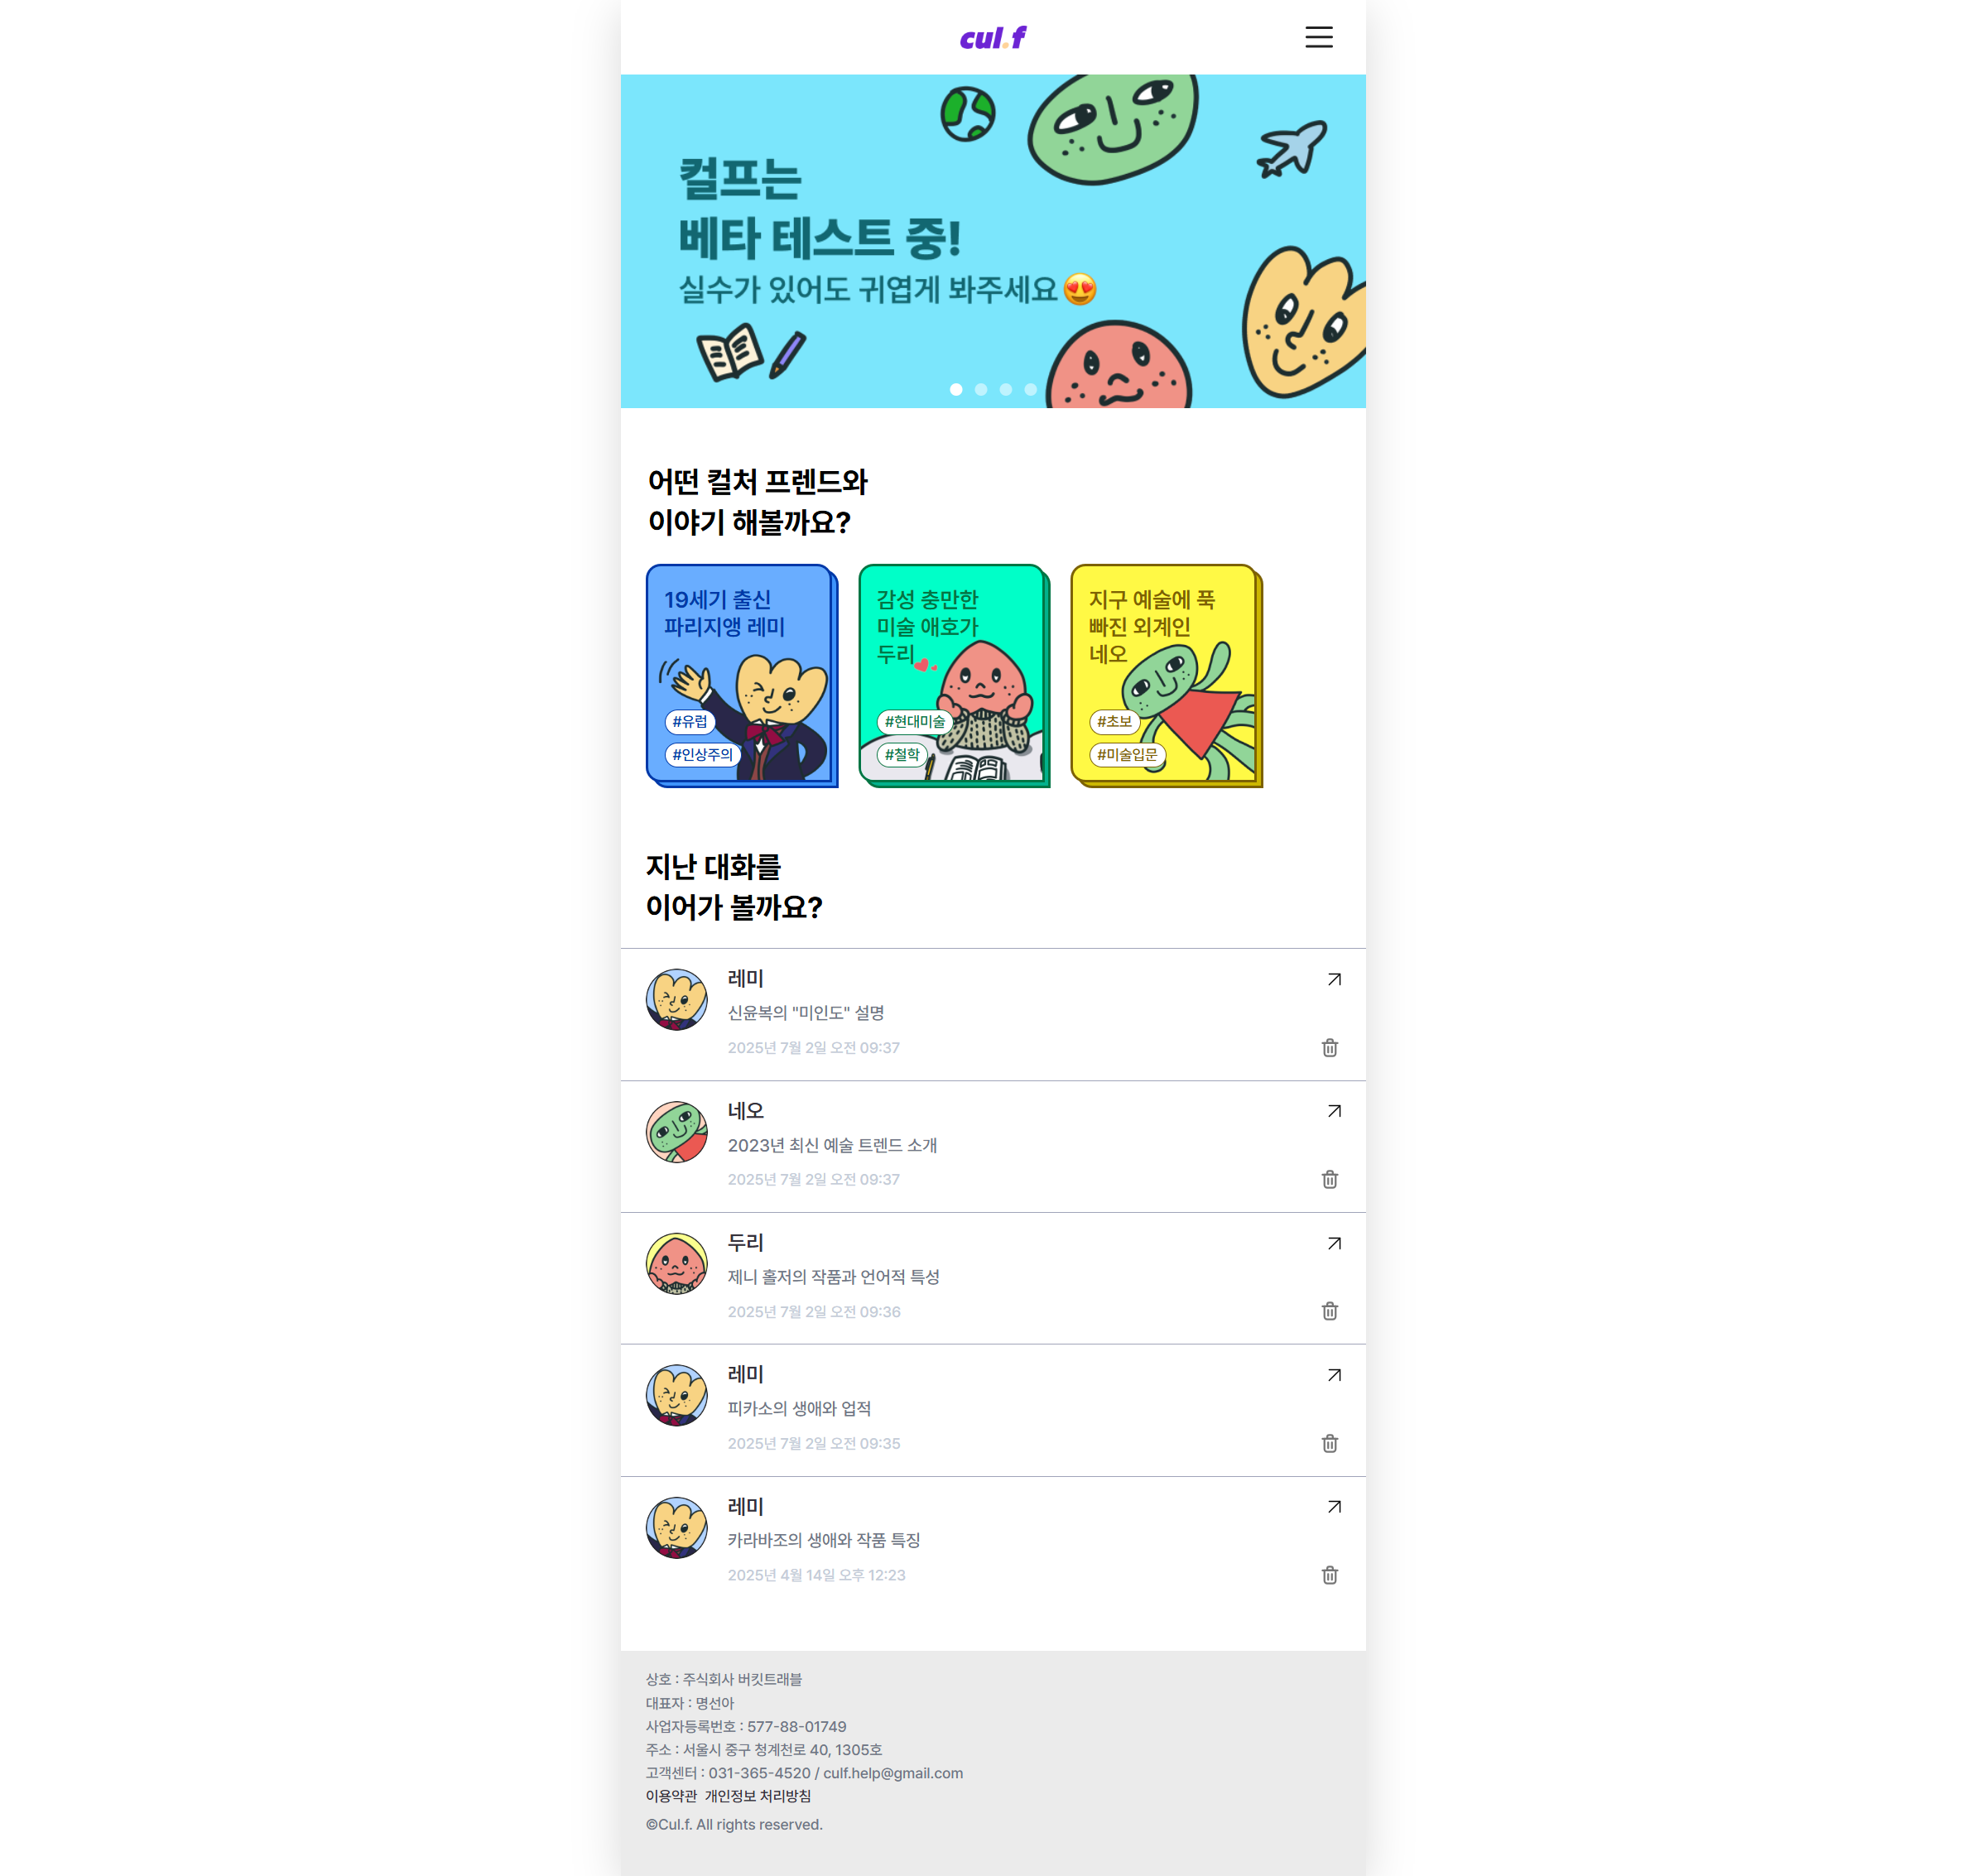 cul.f
컬프는
베타 테스트 중!
실수가 있어도 귀엽게 봐주세요😍
어떤 컬처 프렌드와
이야기 해볼까요?
19세기 출신
파리지앵 레미
#유럽
#인상주의
감성 충만한
미술 애호가
두리
#현대미술
#철학
지구 예술에 푹
빠진 외계인
네오
#초보
#미술입문
지난 대화를
이어가 볼까요?
레미
신윤복의 "미인도" 설명
2025년 7월 2일 오전 09:37
네오
2023년 최신 예술 트렌드 소개
2025년 7월 2일 오전 09:37
두리
제니 홀저의 작품과 언어적 특성
2025년 7월 2일 오전 09:36
레미
피카소의 생애와 업적
2025년 7월 2일 오전 09:35
레미
카라바조의 생애와 작품 특징
2025년 4월 14일 오후 12:23
상호 : 주식회사 버킷트래블
대표자 : 명선아
사업자등록번호 : 577-88-01749
주소 : 서울시 중구 청계천로 40, 1305호
고객센터 : 031-365-4520 / culf.help@gmail.com
이용약관 개인정보 처리방침
©Cul.f. All rights reserved.